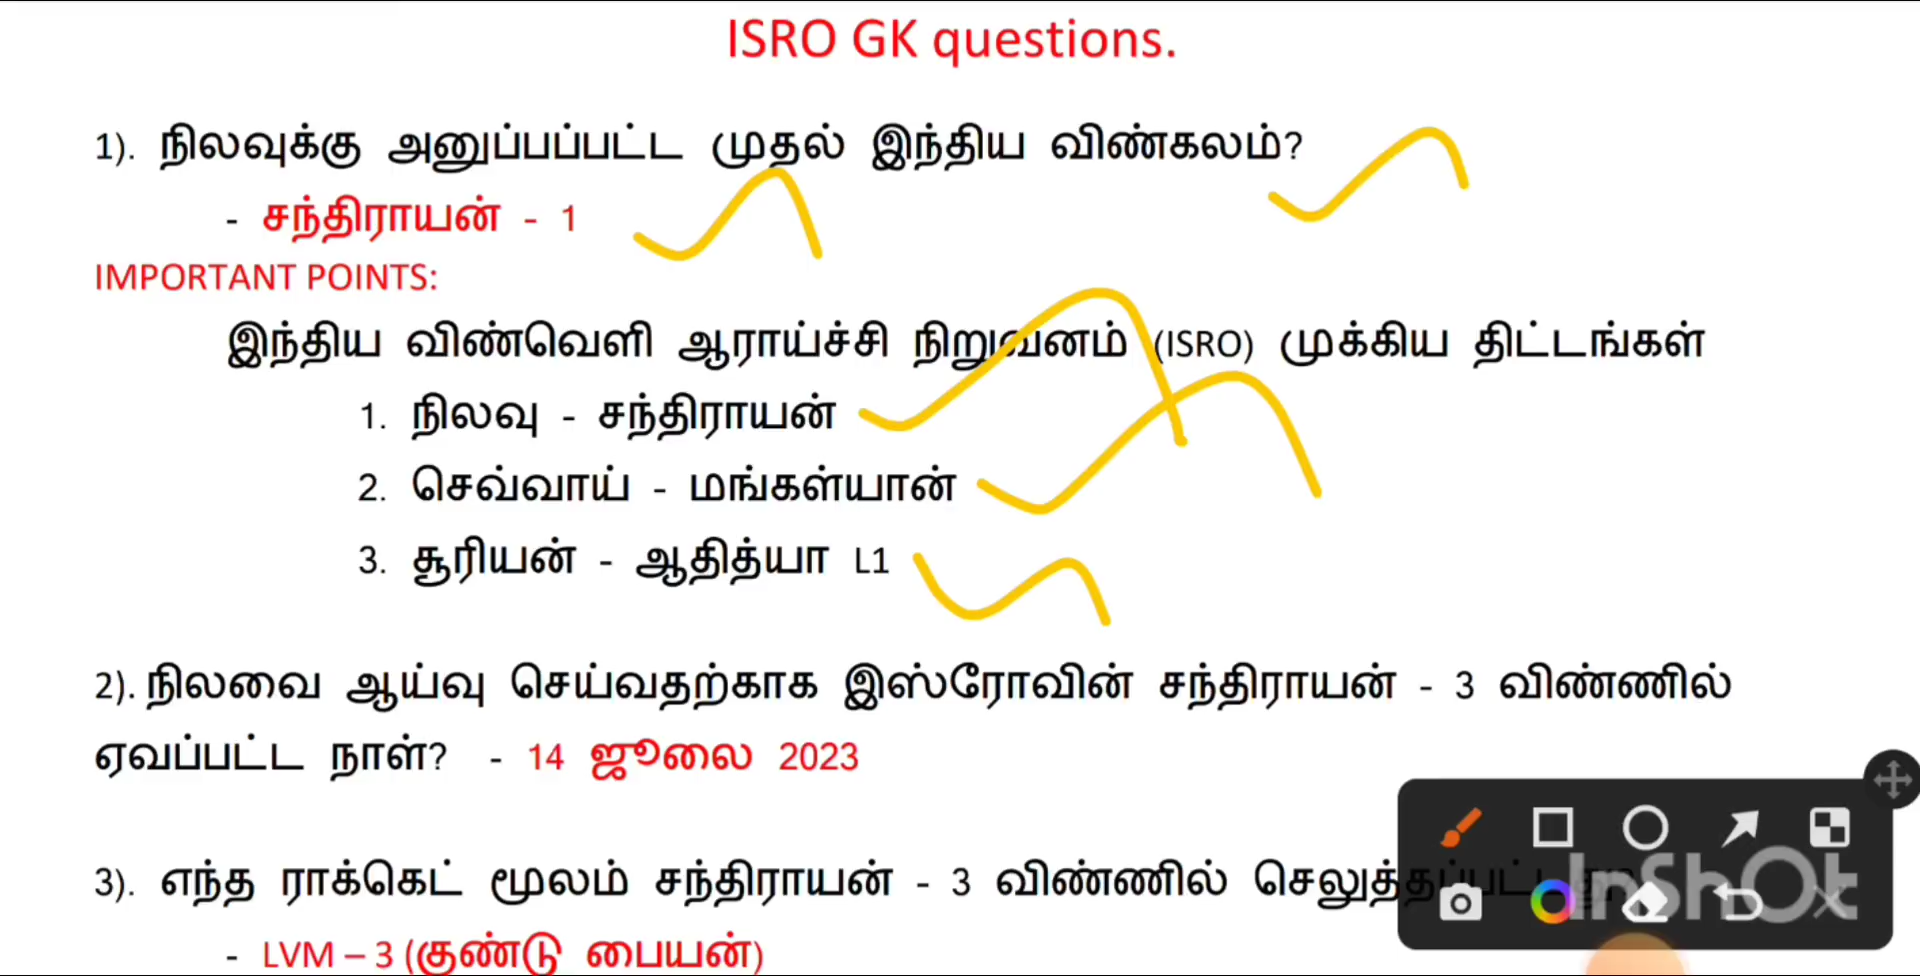 ISRO GK questions.
1). நிலவுக்கு அனுப்பப்பட்ட முதல் இந்திய விண்கலம்?
- சந்திராயன் - 1
IMPORTANT POINTS:
இந்திய விண்வெளி ஆராய்ச்சி நிறுவனம் (ISRO) முக்கிய திட்டங்கள்
1. நிலவு - சந்திராயன்
2. செவ்வாய் - மங்கள்யான்
3. சூரியன் - ஆதித்யா L1
2). நிலவை ஆய்வு செய்வதற்காக இஸ்ரோவின் சந்திராயன் - 3 விண்ணில்
ஏவப்பட்ட நாள்? - 14 ஜூலை 2023
3). எந்த ராக்கெட் மூலம் சந்திராயன் - 3 விண்ணில்
- LVM – 3 (குண்டு பையன்)
InShOt